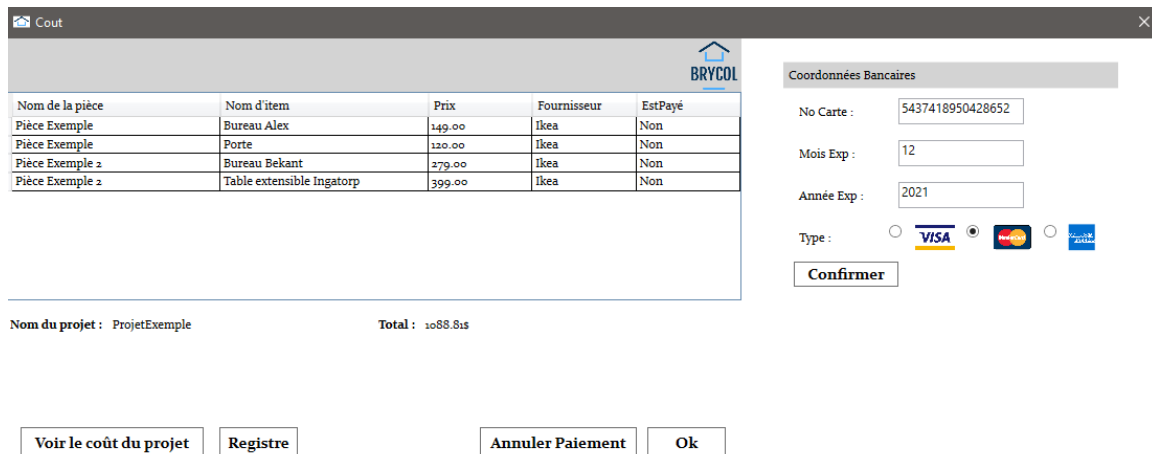 Cout
BRYCOL
Nom de la pièce Nom d'item Prix Fournisseur EstPayé
Pièce Exemple Bureau Alex 149.00 Ikea Non
Pièce Exemple Porte 120.00 Ikea Non
Pièce Exemple 2 Bureau Bekant 279.00 Ikea Non
Pièce Exemple 2 Table extensible Ingatorp 399.00 Ikea Non
Nom du projet : ProjetExemple Total : 1088.81$
Voir le coût du projet Registre Annuler Paiement Ok
Coordonnées Bancaires
No Carte : 5437418950428652
Mois Exp : 12
Année Exp : 2021
Type : VISA MasterCard
Confirmer